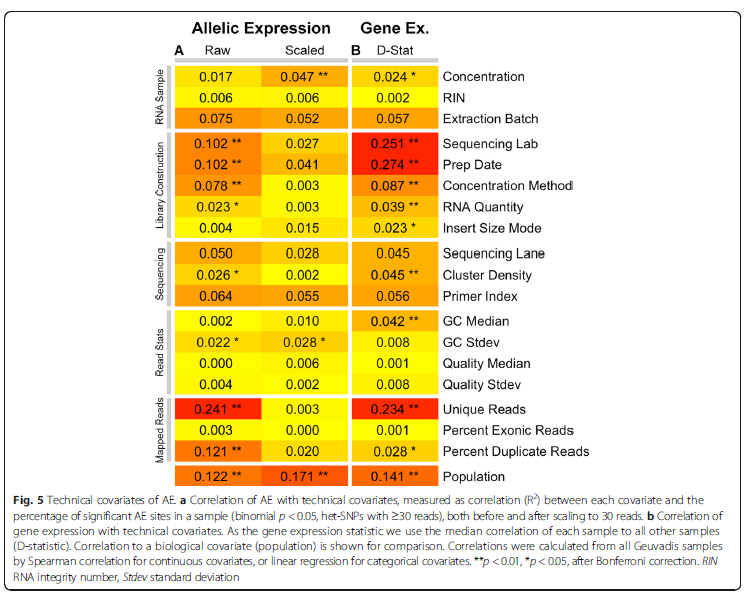 Allelic Expression Gene Ex.
A Raw Scaled B D-Stat
RNA Sample
0.017 0.047 ** 0.024 * Concentration
0.006 0.006 0.002 RIN
0.075 0.052 0.057 Extraction Batch
Library Construction
0.102 ** 0.027 0.251 ** Sequencing Lab
0.102 ** 0.041 0.274 ** Prep Date
0.078 ** 0.003 0.087 ** Concentration Method
0.023 * 0.003 0.039 ** RNA Quantity
0.004 0.015 0.023 * Insert Size Mode
Sequencing
0.050 0.028 0.045 Sequencing Lane
0.026 * 0.002 0.045 ** Cluster Density
0.064 0.055 0.056 Primer Index
Read Stats
0.002 0.010 0.042 ** GC Median
0.022 * 0.028 * 0.008 GC Stdev
0.000 0.006 0.001 Quality Median
0.004 0.002 0.008 Quality Stdev
Mapped Reads
0.241 ** 0.003 0.234 ** Unique Reads
0.003 0.000 0.001 Percent Exonic Reads
0.121 ** 0.020 0.028 * Percent Duplicate Reads
0.122 ** 0.171 ** 0.141 ** Population
Fig. 5 Technical covariates of AE. a Correlation of AE with technical covariates, measured as correlation (R²) between each covariate and the
percentage of significant AE sites in a sample (binomial p < 0.05, het-SNPs with ≥30 reads), both before and after scaling to 30 reads. b Correlation of
gene expression with technical covariates. As the gene expression statistic we use the median correlation of each sample to all other samples
(D-statistic). Correlation to a biological covariate (population) is shown for comparison. Correlations were calculated from all Geuvadis samples
by Spearman correlation for continuous covariates, or linear regression for categorical covariates. **p < 0.01, *p < 0.05, after Bonferroni correction. RIN
RNA integrity number, Stdev standard deviation